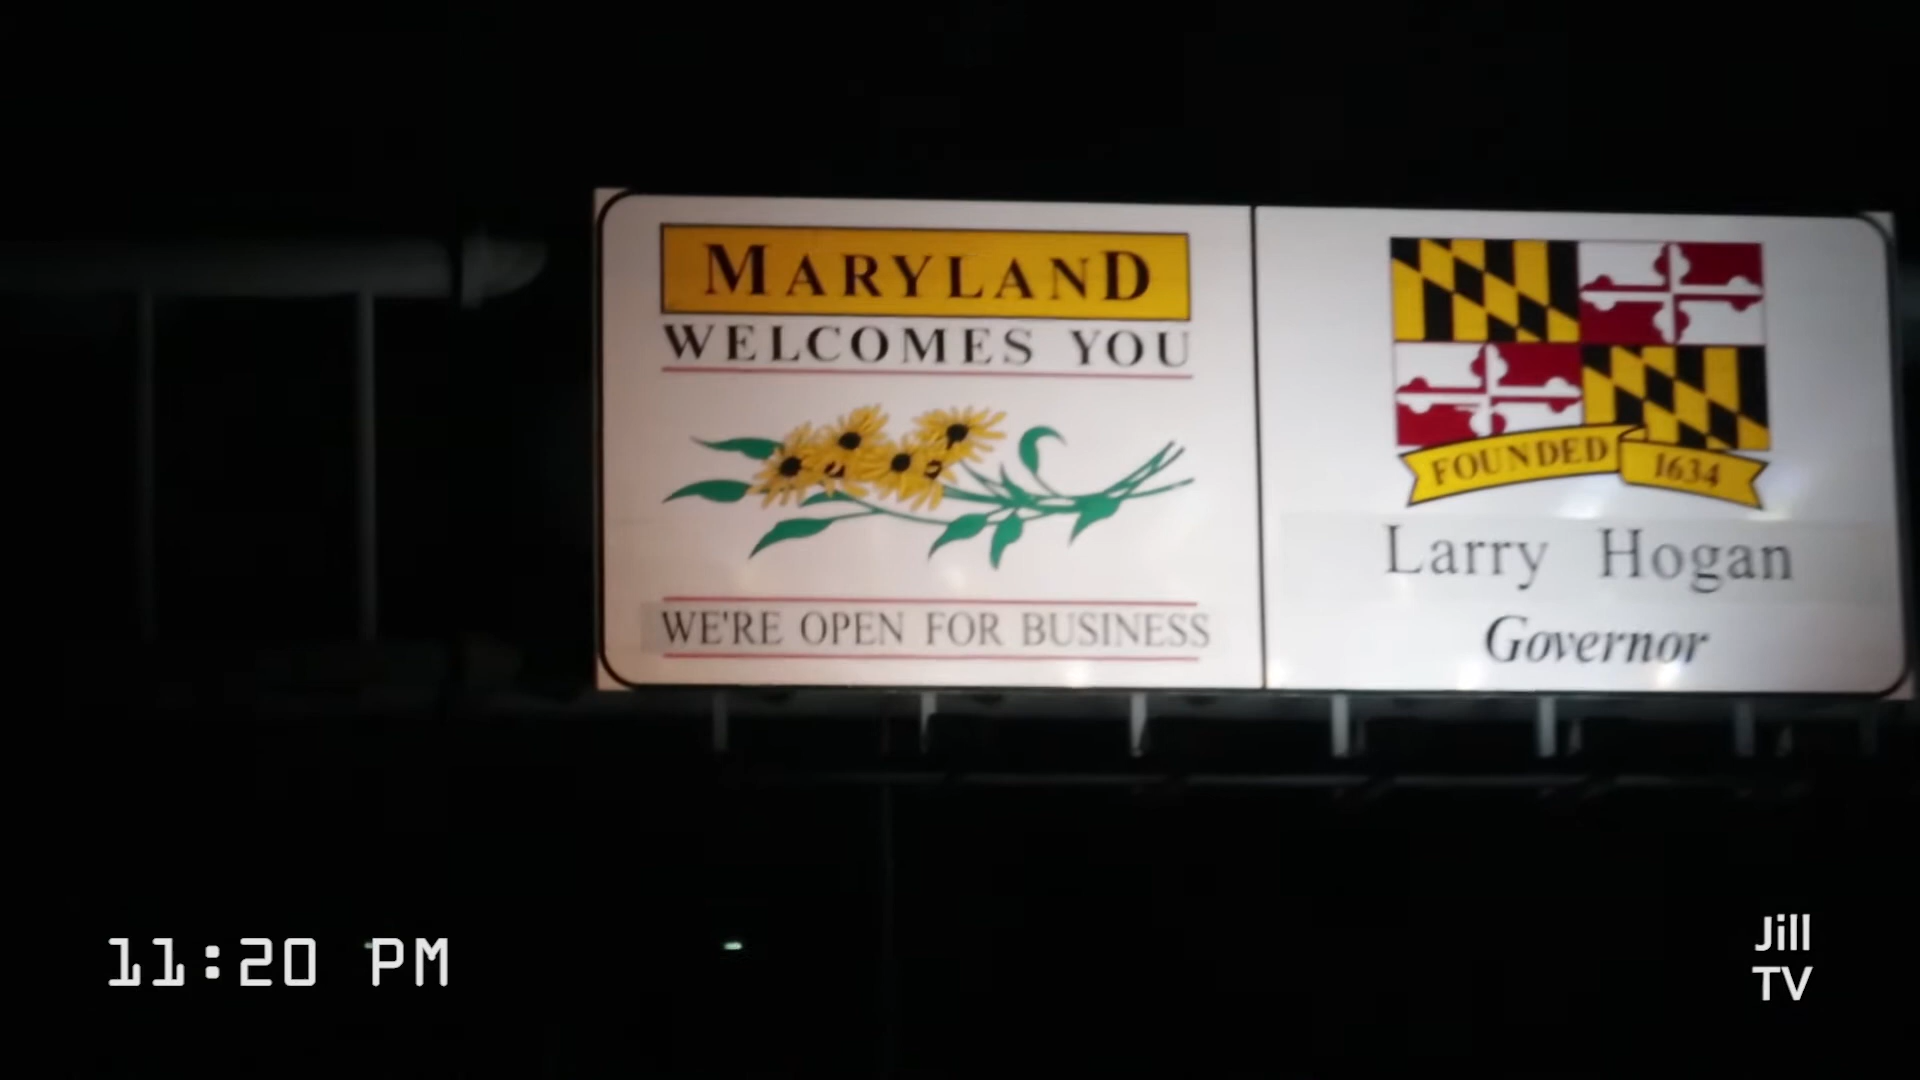 MARYLAND
WELCOMES YOU
WE'RE OPEN FOR BUSINESS
FOUNDED 1634
Larry Hogan
Governor
11:20 PM
Jill
TV